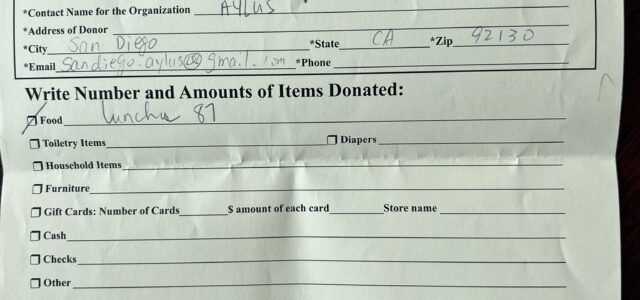 *Contact Name for the Organization AYLUS
*Address of Donor
*City San Diego *State CA *Zip 92130
*Email Sandiego.aylus@gmail.com *Phone
Write Number and Amounts of Items Donated:
Food lunches 87
Toiletry Items Diapers
Household Items
Furniture
Gift Cards: Number of Cards $ amount of each card Store name
Cash
Checks
Other